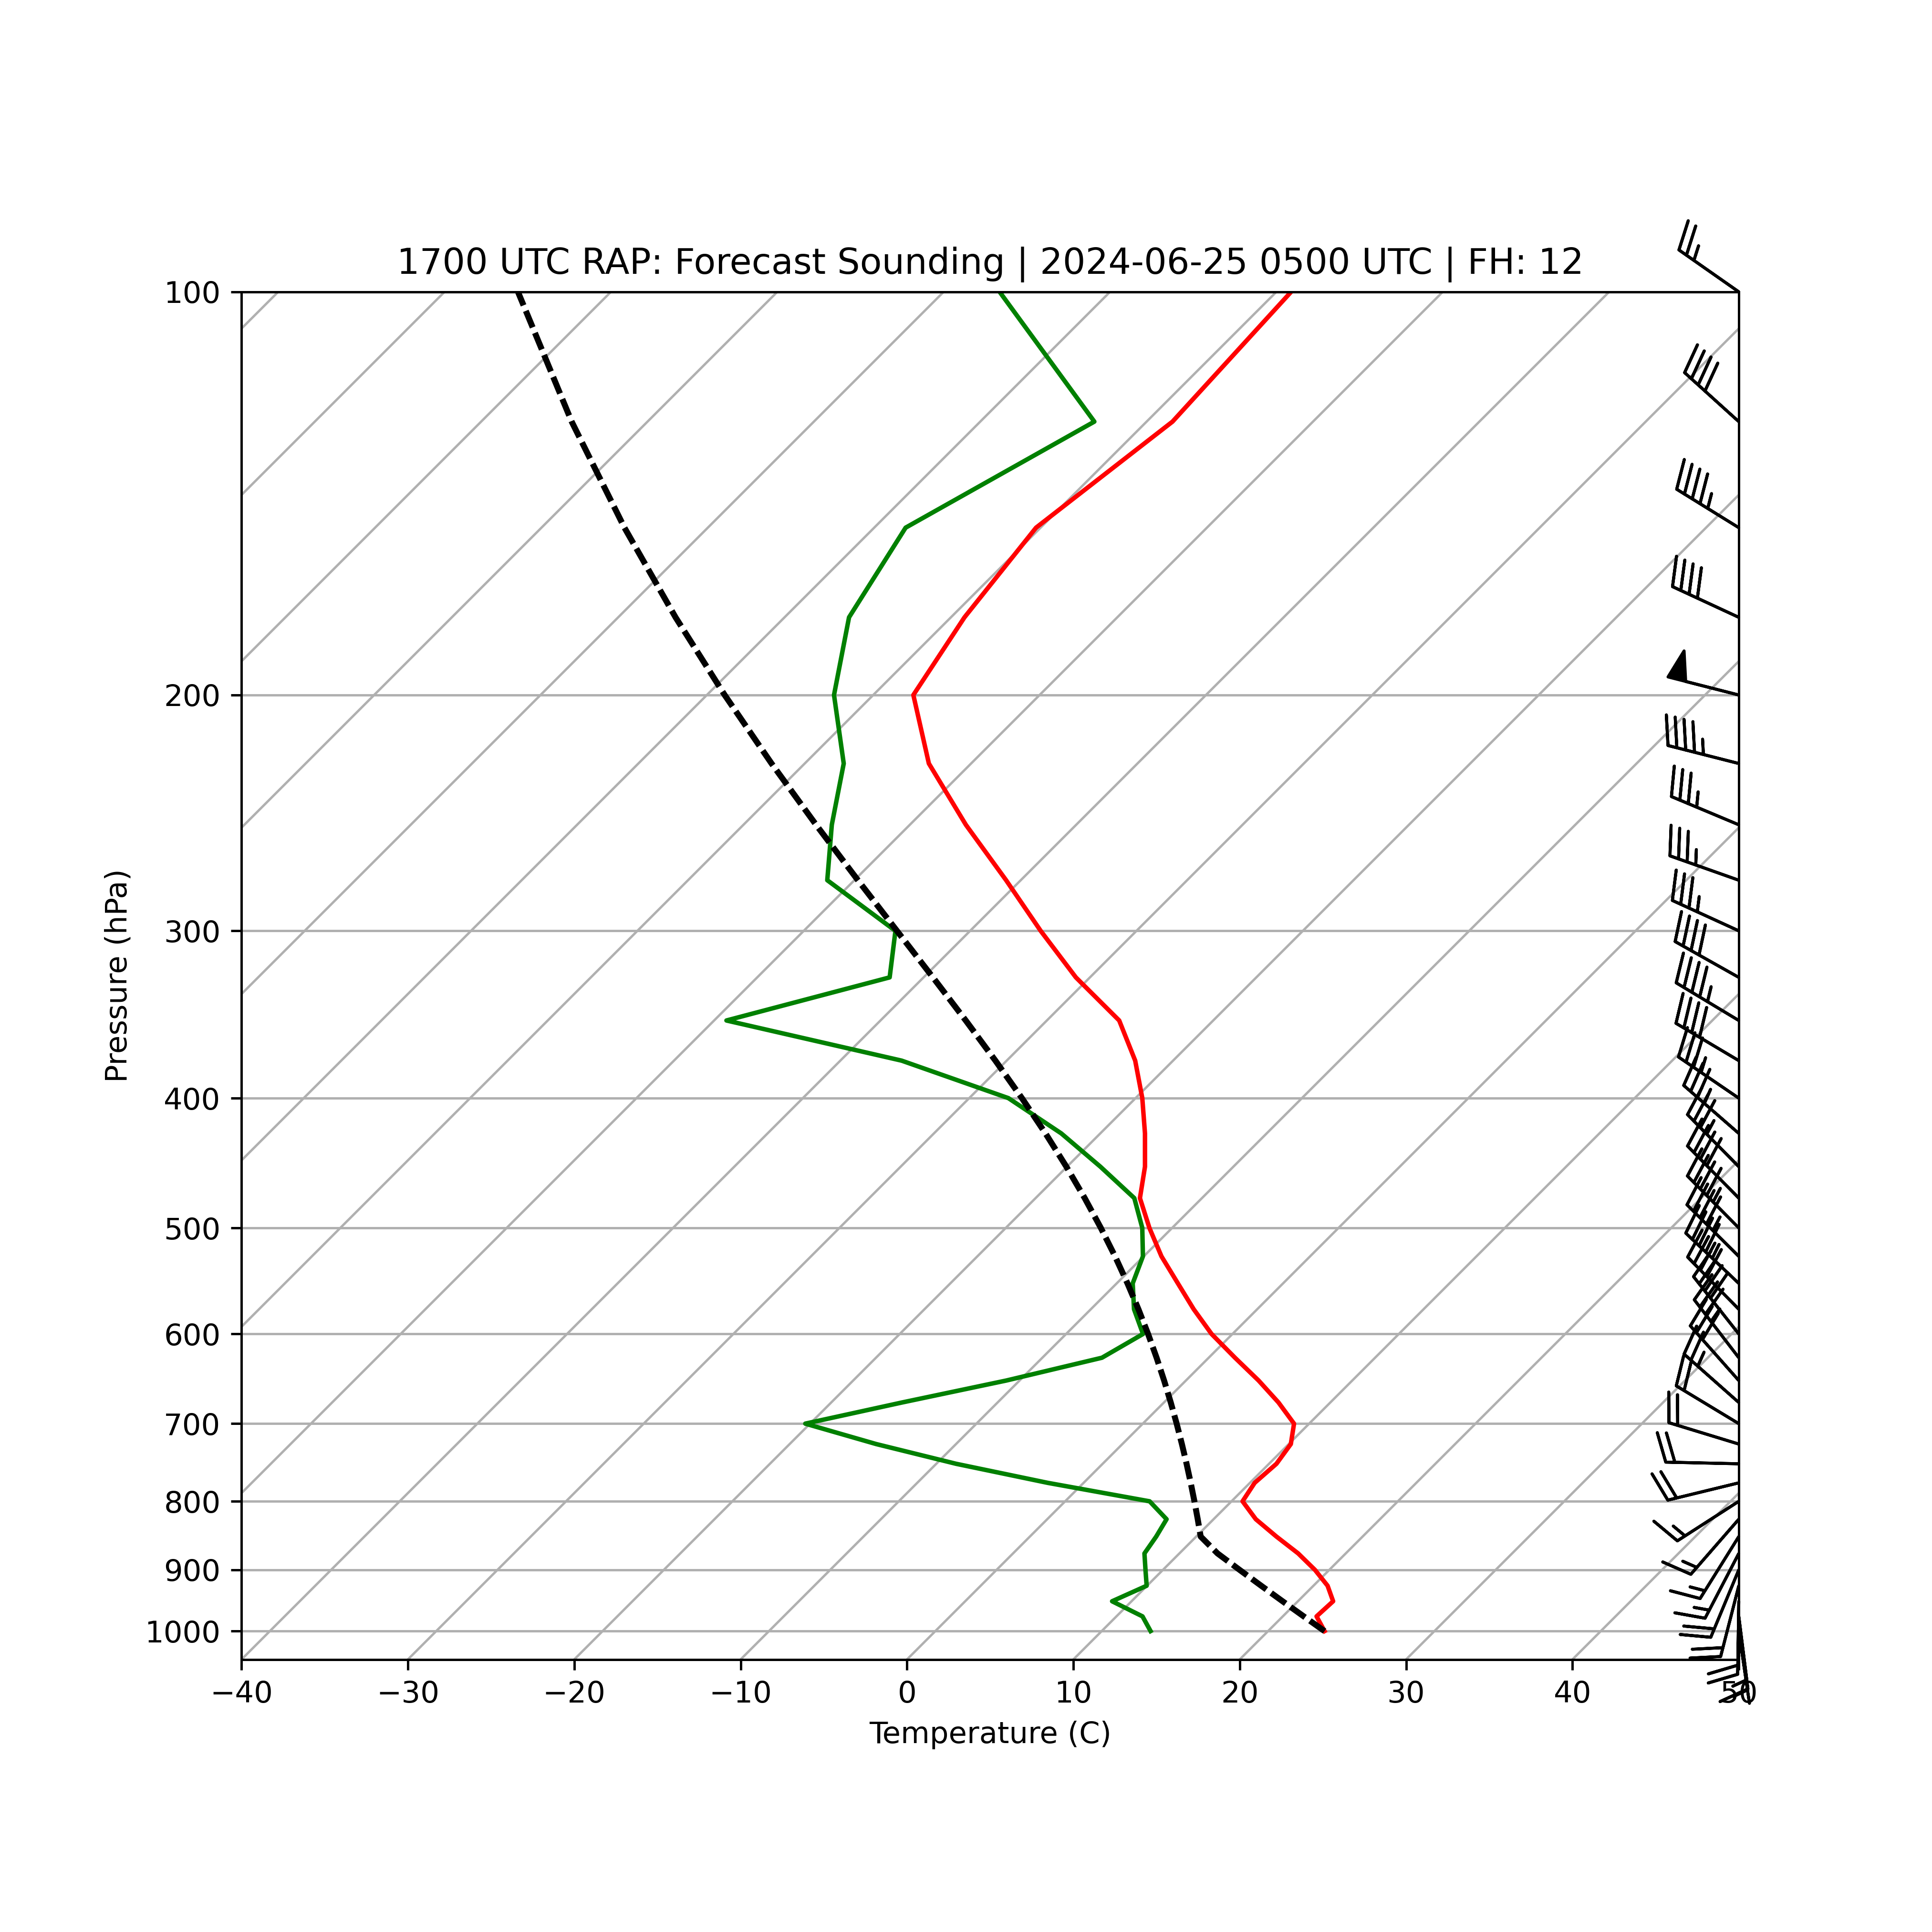 1700 UTC RAP: Forecast Sounding | 2024-06-25 0500 UTC | FH: 12
100
200
300
400
500
600
700
800
900
1000
Pressure (hPa)
−40 −30 −20 −10 0 10 20 30 40 50
Temperature (C)